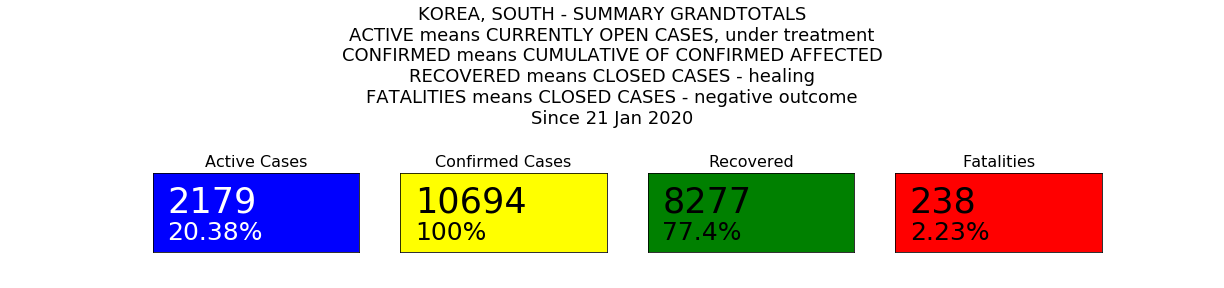 KOREA, SOUTH - SUMMARY GRANDTOTALS
ACTIVE means CURRENTLY OPEN CASES, under treatment
CONFIRMED means CUMULATIVE OF CONFIRMED AFFECTED
RECOVERED means CLOSED CASES - healing
FATALITIES means CLOSED CASES - negative outcome
Since 21 Jan 2020
Active Cases
2179
20.38%
Confirmed Cases
10694
100%
Recovered
8277
77.4%
Fatalities
238
2.23%